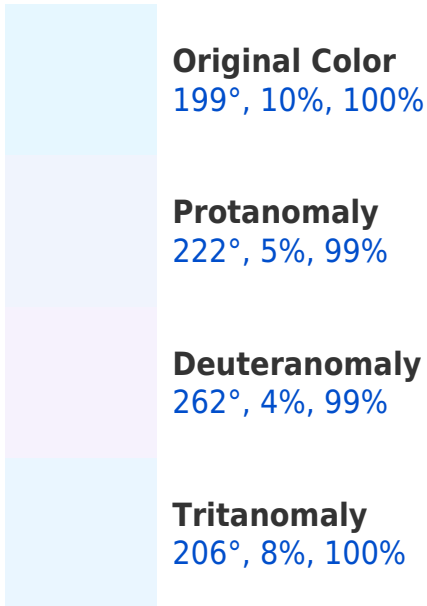 Original Color
199°, 10%, 100%
Protanomaly
222°, 5%, 99%
Deuteranomaly
262°, 4%, 99%
Tritanomaly
206°, 8%, 100%